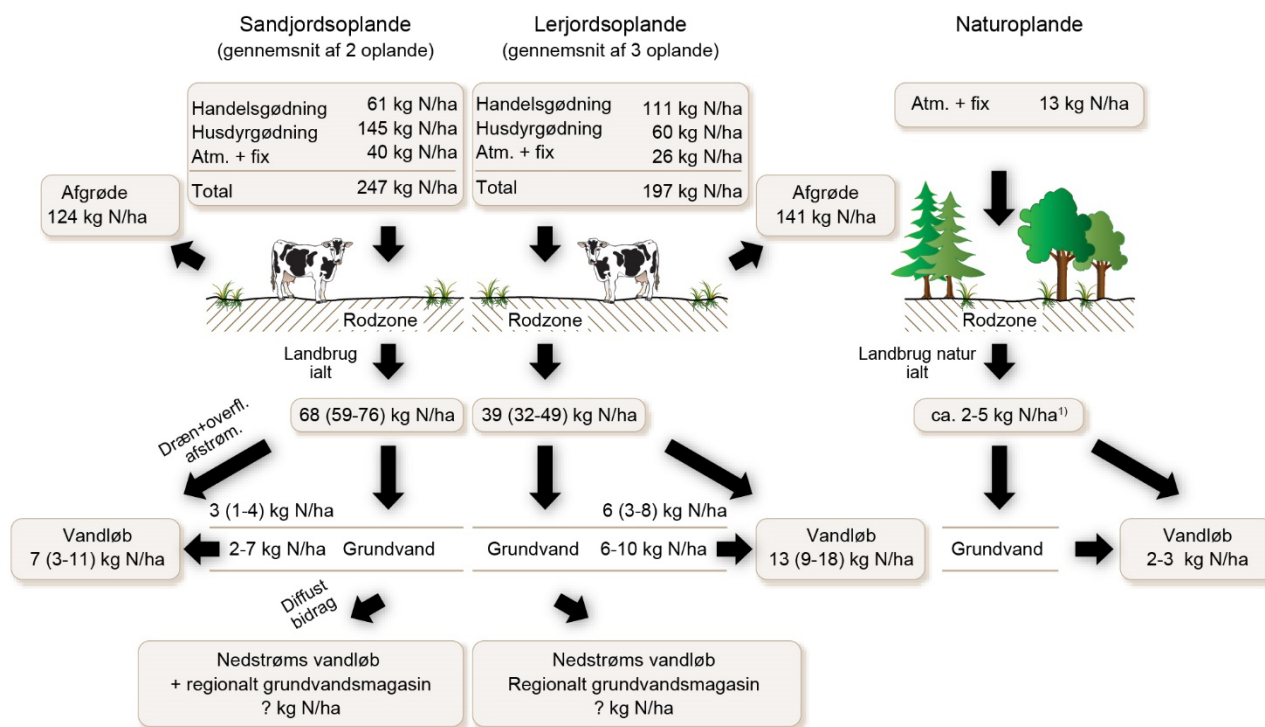 Sandjordsoplande
(gennemsnit af 2 oplande)
Lerjordsoplande
(gennemsnit af 3 oplande)
Naturoplande
Handelsgødning 61 kg N/ha
Husdyrgødning 145 kg N/ha
Atm. + fix 40 kg N/ha
Total 247 kg N/ha
Handelsgødning 111 kg N/ha
Husdyrgødning 60 kg N/ha
Atm. + fix 26 kg N/ha
Total 197 kg N/ha
Atm. + fix 13 kg N/ha
Afgrøde
124 kg N/ha
Afgrøde
141 kg N/ha
Rodzone
Rodzone
Rodzone
Landbrug
ialt
Landbrug natur
ialt
68 (59-76) kg N/ha
39 (32-49) kg N/ha
ca. 2-5 kg N/ha1)
Dræn+overfl.
afstrøm.
3 (1-4) kg N/ha
6 (3-8) kg N/ha
Vandløb
7 (3-11) kg N/ha
2-7 kg N/ha
Grundvand
Grundvand
6-10 kg N/ha
Vandløb
13 (9-18) kg N/ha
Grundvand
Vandløb
2-3 kg N/ha
Diffust
bidrag
Nedstrøms vandløb
+ regionalt grundvandsmagasin
? kg N/ha
Nedstrøms vandløb
Regionalt grundvandsmagasin
? kg N/ha